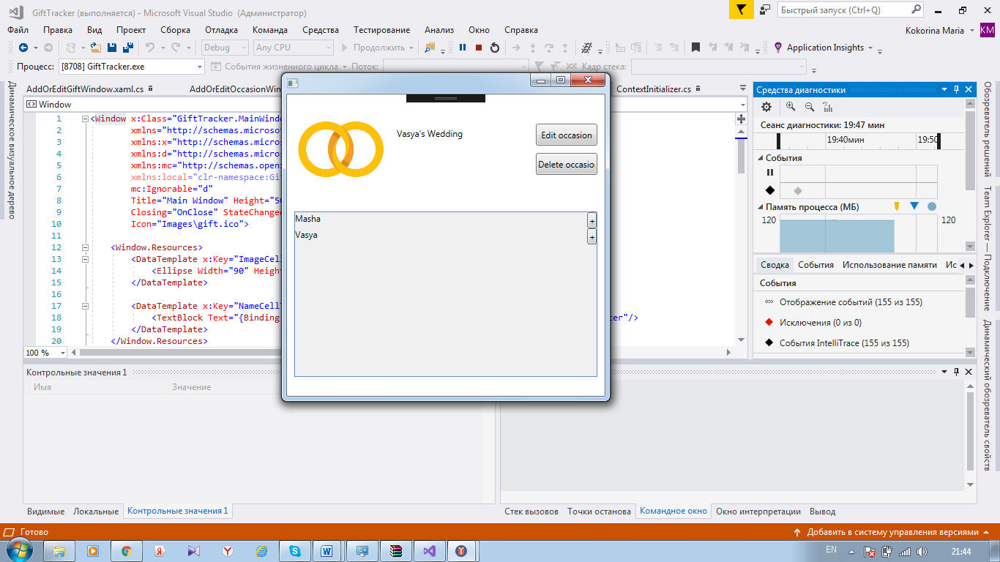 GiftTracker (выполняется) - Microsoft Visual Studio (Администратор)
Быстрый запуск (Ctrl+Q)
Файл Правка Вид Проект Сборка Отладка Команда Средства Тестирование Анализ Окно Справка
Kokorina Maria KM
Debug Any CPU Продолжить Application Insights
Процесс: [8708] GiftTracker.exe События жизненного цикла Поток: Кадр стека:
Динамическое визуальное дерево
AddOrEditGiftWindow.xaml.cs AddOrEditOccasionWin ContextInitializer.cs
Window
1 <Window x:Class="GiftTracker.MainWindo
2 xmlns="http://schemas.microso
3 xmlns:x="http://schemas.micro
4 xmlns:d="http://schemas.micro
5 xmlns:mc="http://schemas.open
6 xmlns:local="clr-namespace:Gi
7 mc:Ignorable="d"
8 Title="Main Window" Height="50
9 Closing="OnClose" StateChanged
10 Icon="Images\gift.ico">
11
12 <Window.Resources>
13 <DataTemplate x:Key="ImageCell
14 <Ellipse Width="90" Height
15 </DataTemplate>
16
17 <DataTemplate x:Key="NameCellT
18 <TextBlock Text="{Binding er"/>
19 </DataTemplate>
20 </Window.Resources>
100 %
Vasya's Wedding
Edit occasion
Delete occasio
Masha +
Vasya +
Средства диагностики
Сеанс диагностики: 19:47 мин
19:40мин 19:50
События
Память процесса (МБ)
120 120
Сводка События Использование памяти Ис
События
Отображение событий (155 из 155)
Исключения (0 из 0)
События IntelliTrace (155 из 155)
Обозреватель решений
Team Explorer — Подключение
Динамический обозреватель свойств
Контрольные значения 1
Имя Значение
Видимые Локальные Контрольные значения 1
Стек вызовов Точки останова Командное окно Окно интерпретации Вывод
Готово
Добавить в систему управления версиями
EN 21:44